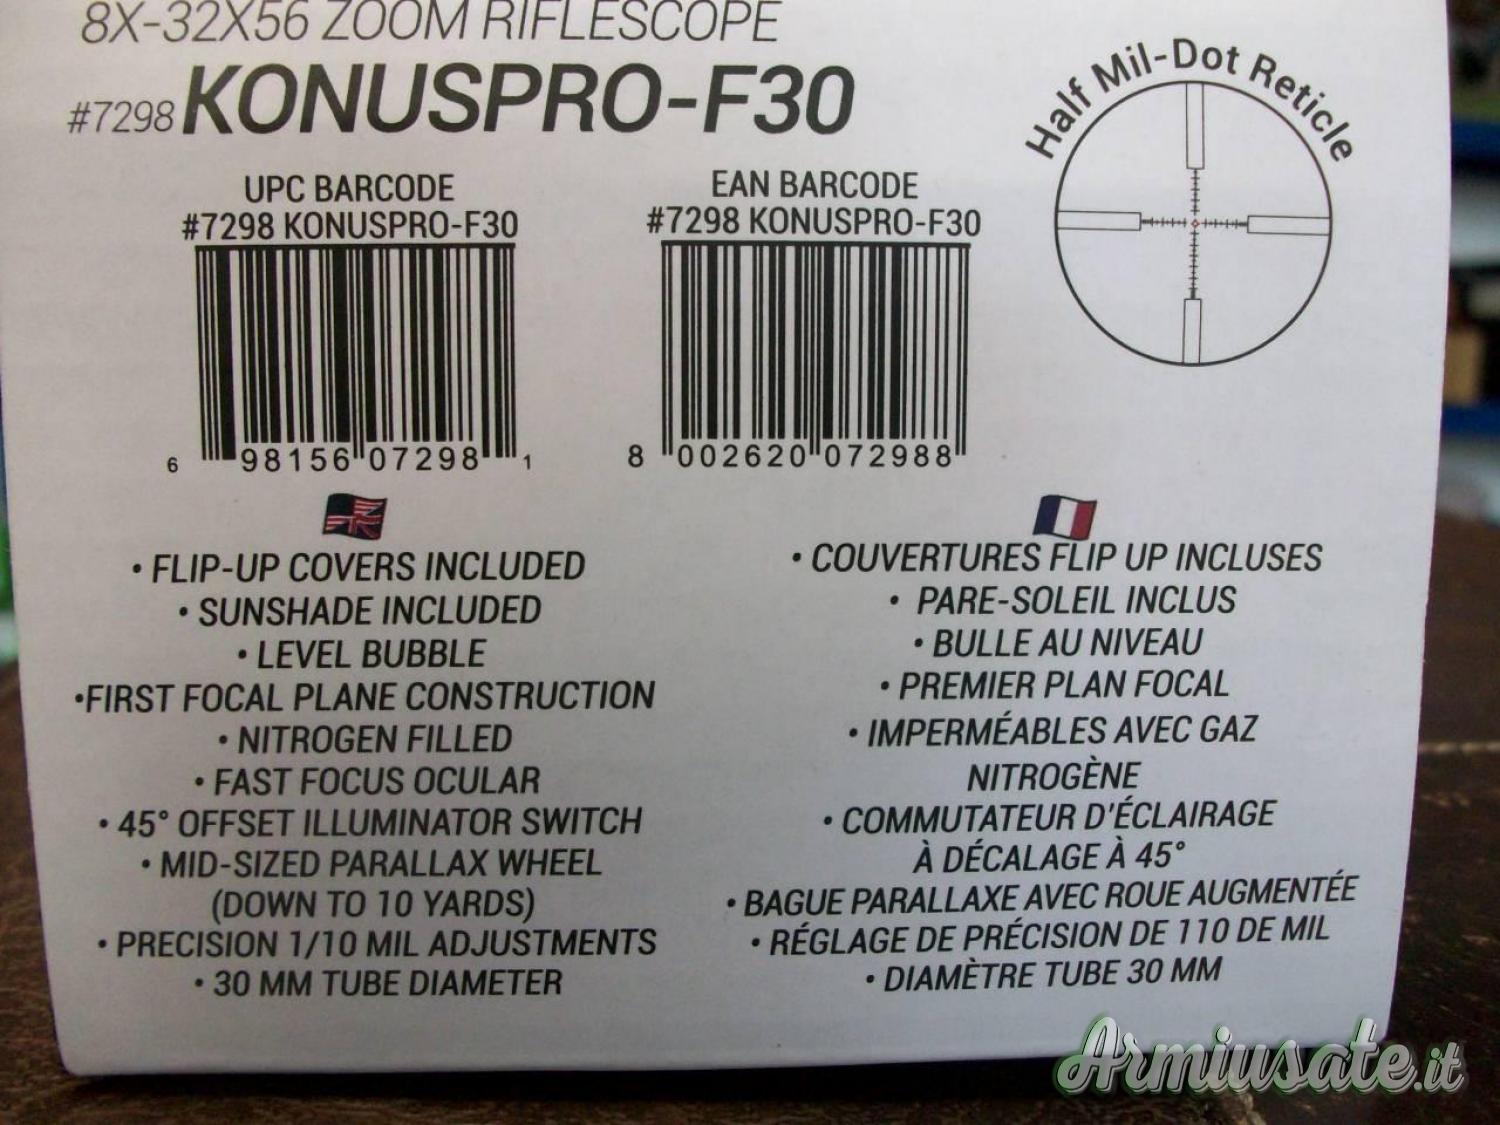 8X-32X56 ZOOM RIFLESCOPE
#7298 KONUSPRO-F30
Half Mil-Dot Reticle
UPC BARCODE
#7298 KONUSPRO-F30
6 98156 07298 1
EAN BARCODE
#7298 KONUSPRO-F30
8 002620 072988
• FLIP-UP COVERS INCLUDED
• SUNSHADE INCLUDED
• LEVEL BUBBLE
•FIRST FOCAL PLANE CONSTRUCTION
• NITROGEN FILLED
• FAST FOCUS OCULAR
• 45° OFFSET ILLUMINATOR SWITCH
• MID-SIZED PARALLAX WHEEL
(DOWN TO 10 YARDS)
• PRECISION 1/10 MIL ADJUSTMENTS
• 30 MM TUBE DIAMETER
• COUVERTURES FLIP UP INCLUSES
• PARE-SOLEIL INCLUS
• BULLE AU NIVEAU
• PREMIER PLAN FOCAL
• IMPERMÉABLES AVEC GAZ
NITROGÈNE
• COMMUTATEUR D'ÉCLAIRAGE
À DÉCALAGE À 45°
• BAGUE PARALLAXE AVEC ROUE AUGMENTÉE
• RÉGLAGE DE PRÉCISION DE 110 DE MIL
• DIAMÈTRE TUBE 30 MM
Armiusate.it